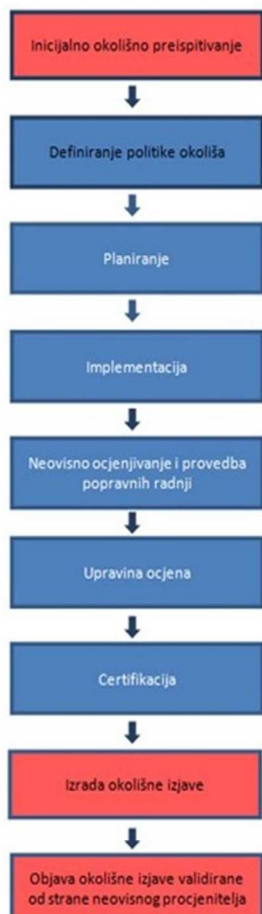 Inicijalno okolišno preispitivanje
Definiranje politike okoliša
Planiranje
Implementacija
Neovisno ocjenjivanje i provedba
popravnih radnji
Upravina ocjena
Certifikacija
Izrada okolišne izjave
Objava okolišne izjave validirane
od strane neovisnog procjenitelja